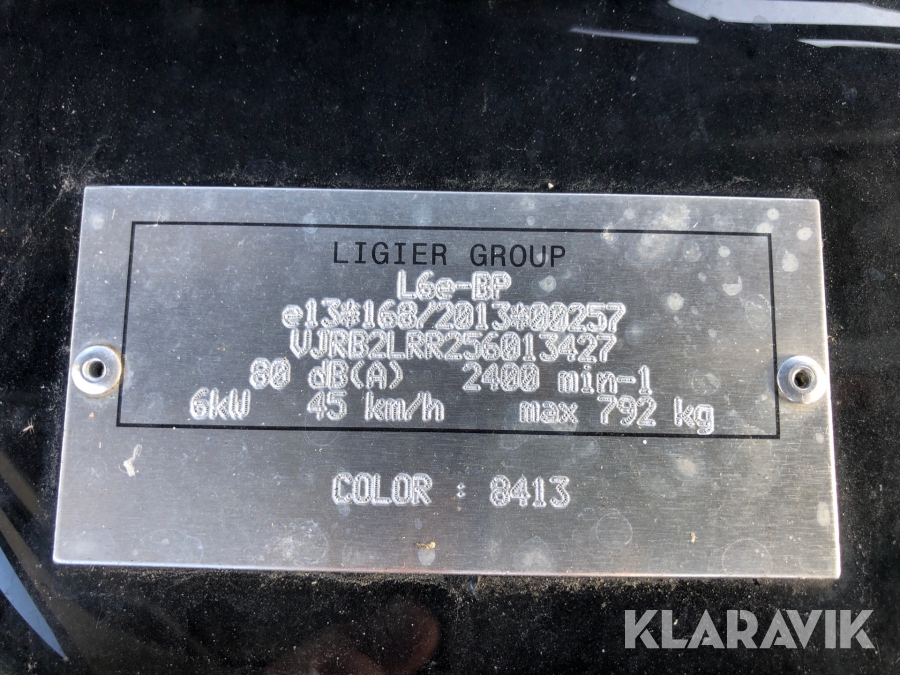 LIGIER GROUP
L6e-BP
e13*168/2013*00257
VJRB2LRR256013427
80 dB(A) 2400 min-1
6kW 45 km/h max 792 kg
COLOR : 8413
KLARAVIK